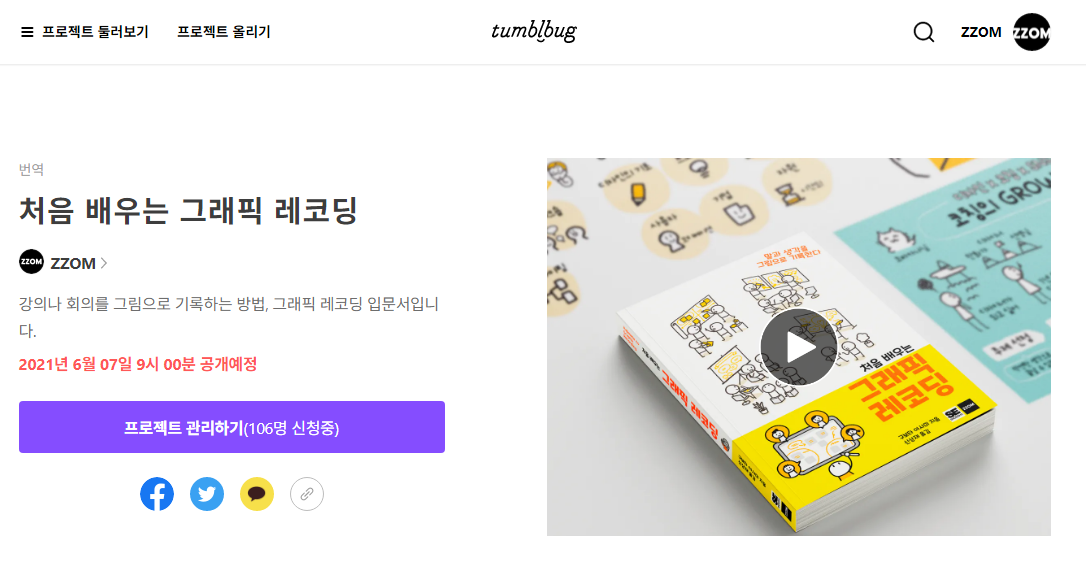 프로젝트 둘러보기 프로젝트 올리기 tumblbug ZZOM ZZOM
번역
처음 배우는 그래픽 레코딩
ZZOM ZZOM
강의나 회의를 그림으로 기록하는 방법, 그래픽 레코딩 입문서입니
다.
2021년 6월 07일 9시 00분 공개예정
프로젝트 관리하기(106명 신청중)
코칭의 GROW
말과 생각을
그림으로 기록한다
처음 배우는
그래픽
레코딩
처음 배우는 그래픽 레코딩
SE ZZOM